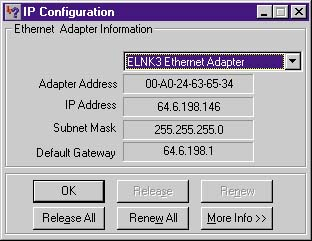 IP Configuration
Ethernet Adapter Information
ELNK3 Ethernet Adapter
Adapter Address 00-A0-24-63-65-34
IP Address 64.6.198.146
Subnet Mask 255.255.255.0
Default Gateway 64.6.198.1
OK Release Renew
Release All Renew All More Info >>